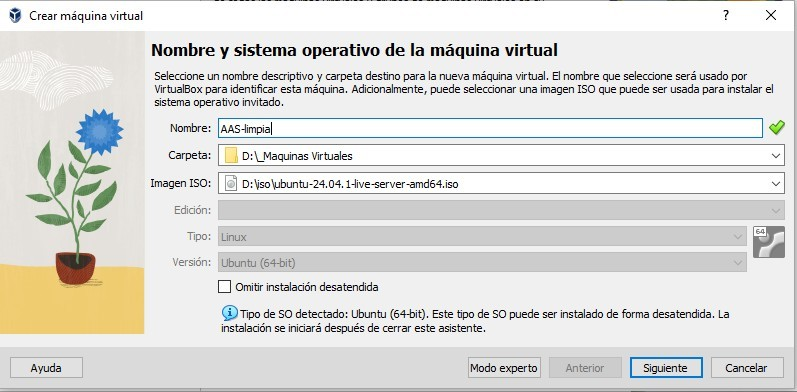 Crear máquina virtual
Nombre y sistema operativo de la máquina virtual
Seleccione un nombre descriptivo y carpeta destino para la nueva máquina virtual. El nombre que seleccione será usado por
VirtualBox para identificar esta máquina. Adicionalmente, puede seleccionar una imagen ISO que puede ser usada para instalar el
sistema operativo invitado.
Nombre: AAS-limpia
Carpeta: D:\_Maquinas Virtuales
Imagen ISO: D:\iso\ubuntu-24.04.1-live-server-amd64.iso
Edición:
Tipo: Linux
64
Versión: Ubuntu (64-bit)
Omitir instalación desatendida
Tipo de SO detectado: Ubuntu (64-bit). Este tipo de SO puede ser instalado de forma desatendida. La
instalación se iniciará después de cerrar este asistente.
Ayuda Modo experto Anterior Siguiente Cancelar